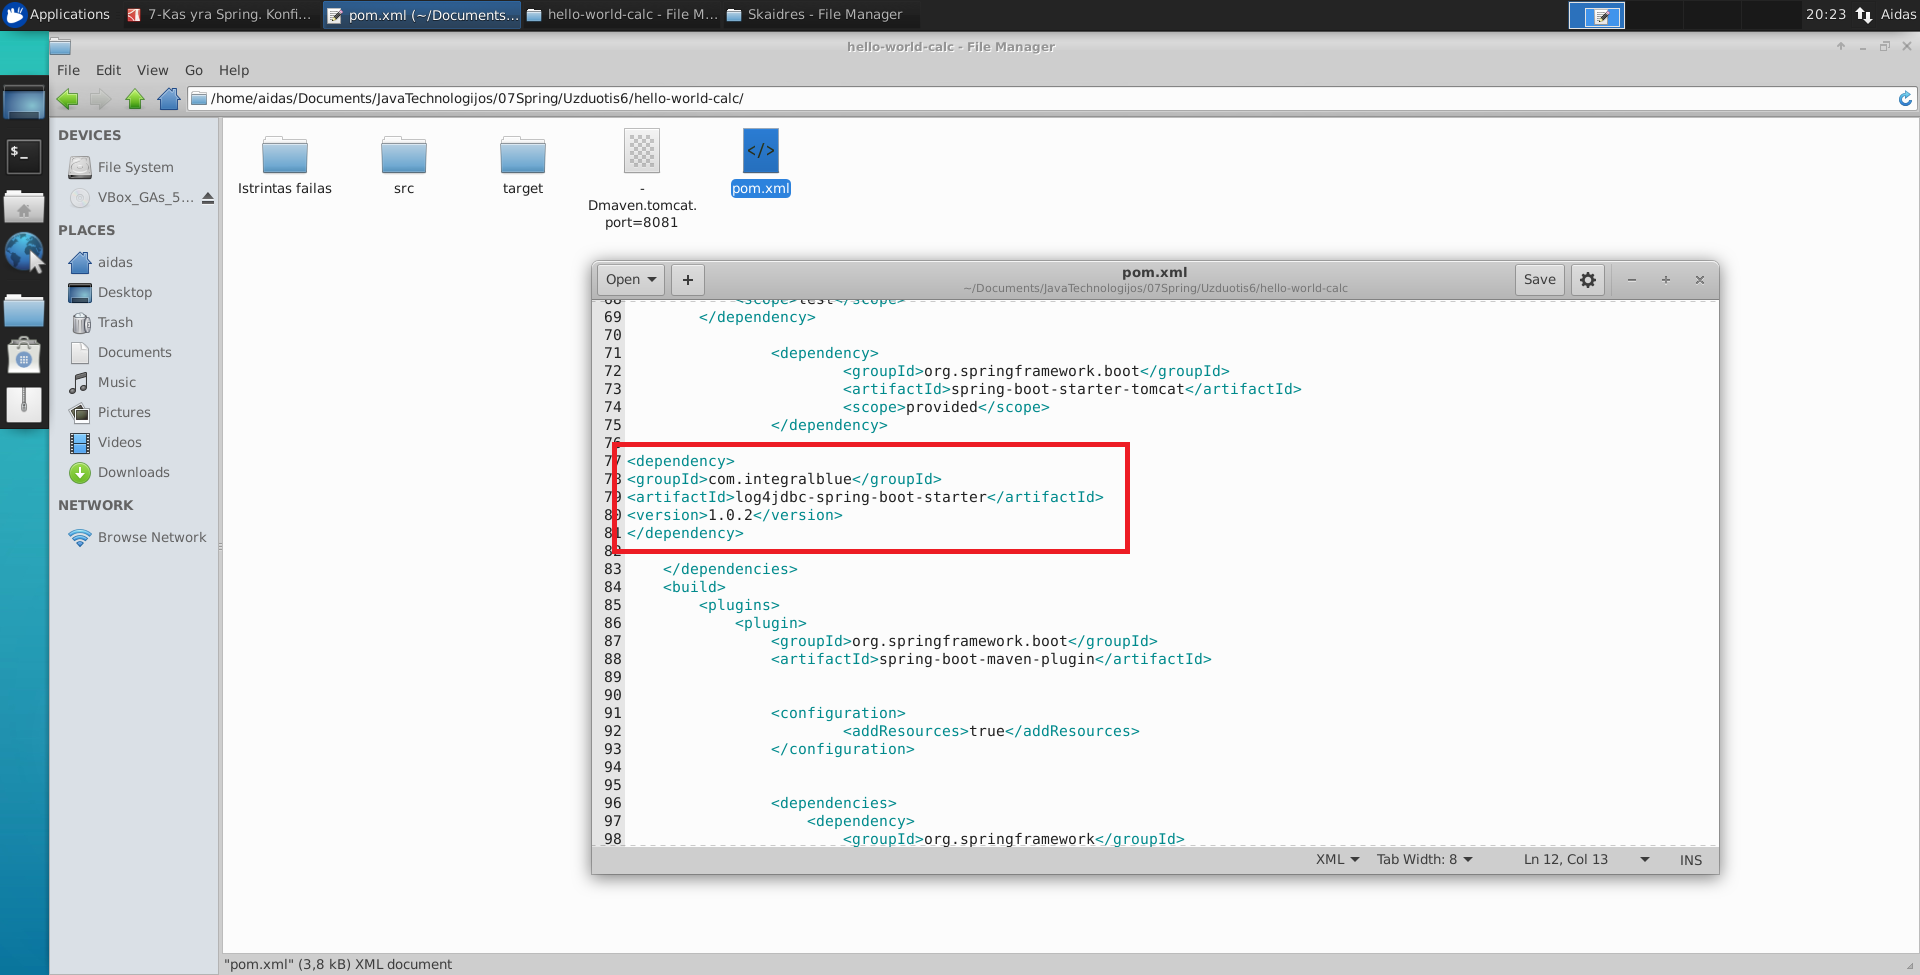 Applications
7-Kas yra Spring. Konfi...
pom.xml (~/Documents...
hello-world-calc - File M...
Skaidres - File Manager
20:23
Aidas
hello-world-calc - File Manager
File Edit View Go Help
/home/aidas/Documents/JavaTechnologijos/07Spring/Uzduotis6/hello-world-calc/
DEVICES
File System
VBox_GAs_5...
PLACES
aidas
Desktop
Trash
Documents
Music
Pictures
Videos
Downloads
NETWORK
Browse Network
Istrintas failas
src
target
-
Dmaven.tomcat.
port=8081
pom.xml
Open
+
pom.xml
~/Documents/JavaTechnologijos/07Spring/Uzduotis6/hello-world-calc
Save
68 <scope>test</scope>
69 </dependency>
70
71 <dependency>
72 <groupId>org.springframework.boot</groupId>
73 <artifactId>spring-boot-starter-tomcat</artifactId>
74 <scope>provided</scope>
75 </dependency>
76
77 <dependency>
78 <groupId>com.integralblue</groupId>
79 <artifactId>log4jdbc-spring-boot-starter</artifactId>
80 <version>1.0.2</version>
81 </dependency>
82
83 </dependencies>
84 <build>
85 <plugins>
86 <plugin>
87 <groupId>org.springframework.boot</groupId>
88 <artifactId>spring-boot-maven-plugin</artifactId>
89
90
91 <configuration>
92 <addResources>true</addResources>
93 </configuration>
94
95
96 <dependencies>
97 <dependency>
98 <groupId>org.springframework</groupId>
XML
Tab Width: 8
Ln 12, Col 13
INS
"pom.xml" (3,8 kB) XML document